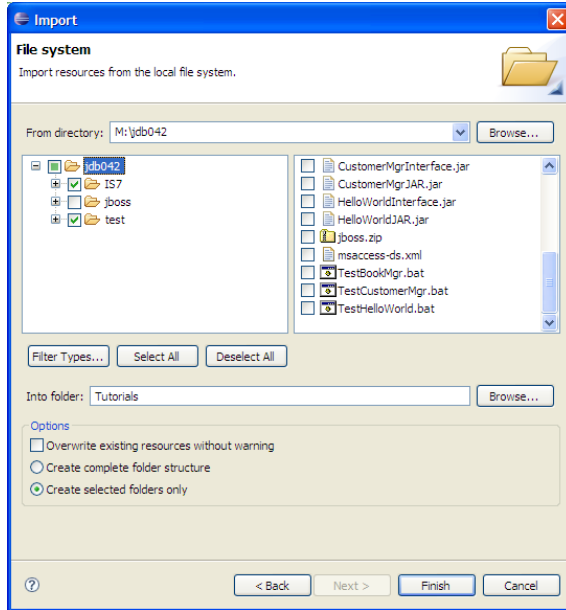 Import
File system
Import resources from the local file system.
From directory: M:\jdb042 Browse...
jdb042
IS7
jboss
test
CustomerMgrInterface.jar
CustomerMgrJAR.jar
HelloWorldInterface.jar
HelloWorldJAR.jar
jboss.zip
msaccess-ds.xml
TestBookMgr.bat
TestCustomerMgr.bat
TestHelloWorld.bat
Filter Types... Select All Deselect All
Into folder: Tutorials Browse...
Options
Overwrite existing resources without warning
Create complete folder structure
Create selected folders only
? < Back Next > Finish Cancel